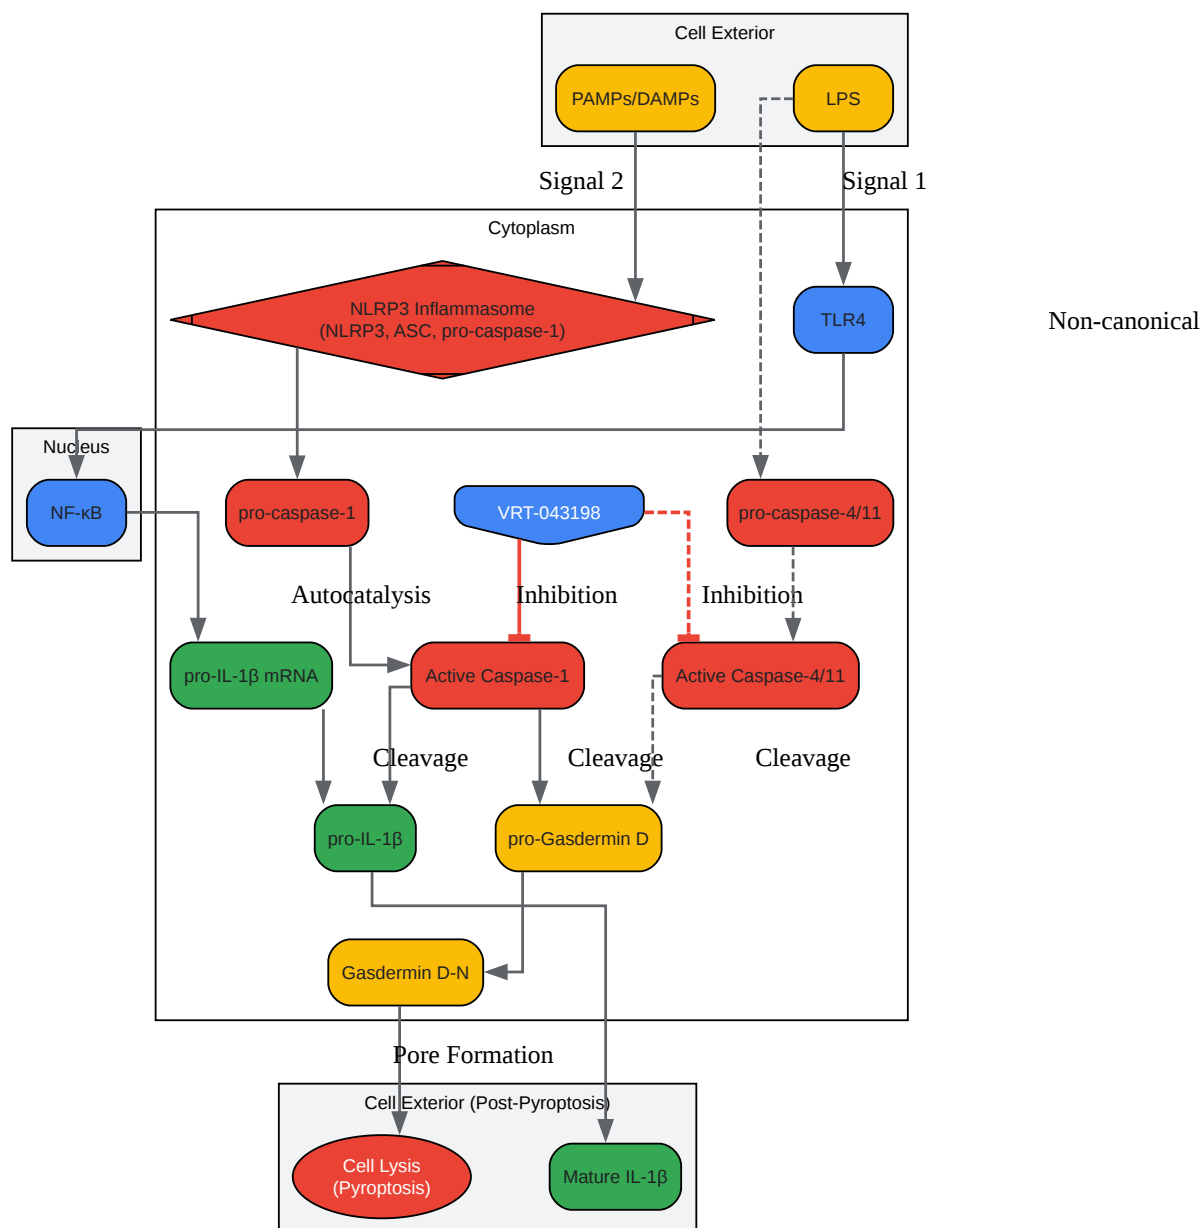 Cell Exterior
PAMPs/DAMPs
LPS
Signal 2
Signal 1
Cytoplasm
NLRP3 Inflammasome
(NLRP3, ASC, pro-caspase-1)
TLR4
Non-canonical
Nucleus
NF-κB
pro-caspase-1
VRT-043198
pro-caspase-4/11
Autocatalysis
Inhibition
Inhibition
pro-IL-1β mRNA
Active Caspase-1
Active Caspase-4/11
Cleavage
Cleavage
Cleavage
pro-IL-1β
pro-Gasdermin D
Gasdermin D-N
Pore Formation
Cell Exterior (Post-Pyroptosis)
Cell Lysis
(Pyroptosis)
Mature IL-1β